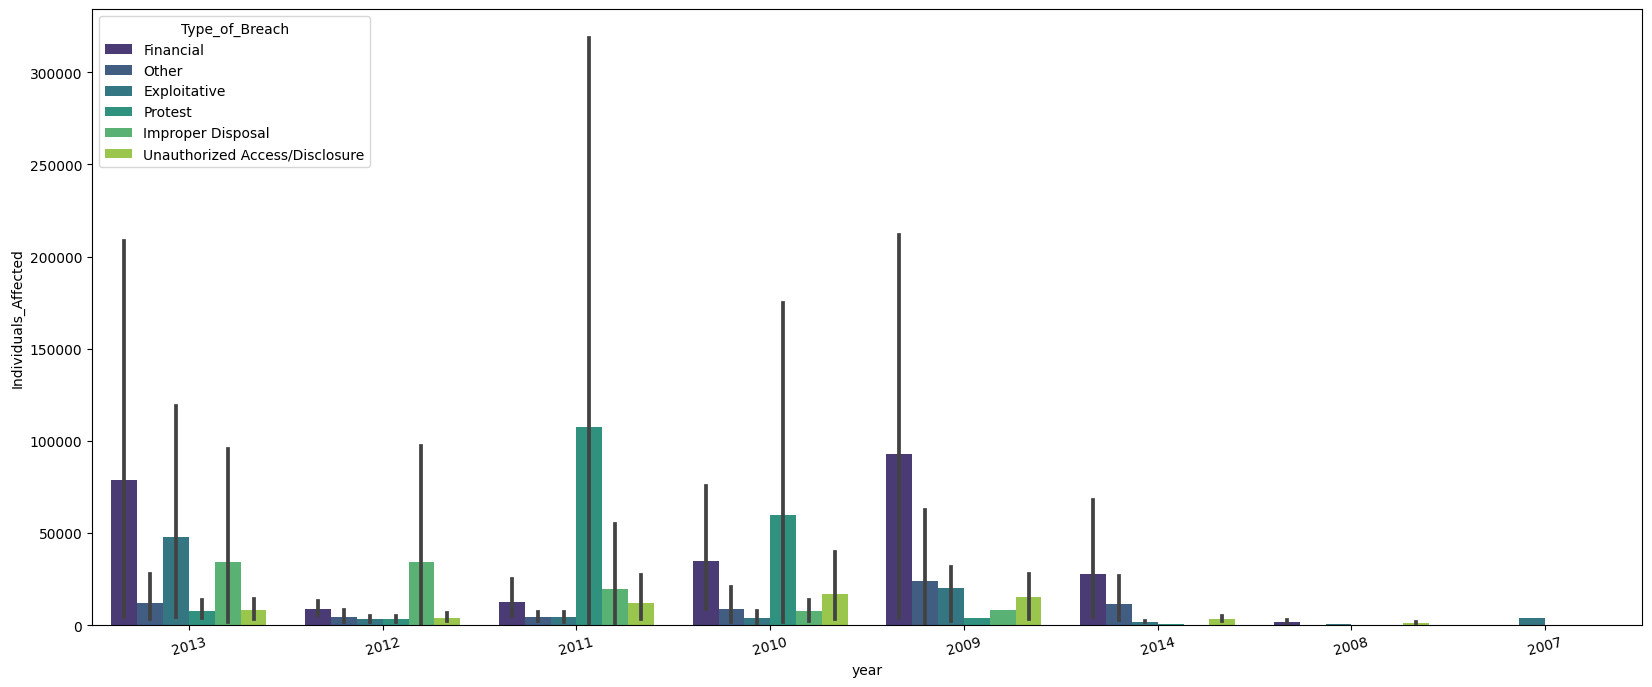 Type_of_Breach
Financial
Other
Exploitative
Protest
Improper Disposal
Unauthorized Access/Disclosure
Individuals_Affected
300000
250000
200000
150000
100000
50000
0
2013 2012 2011 2010 2009 2014 2008 2007
year